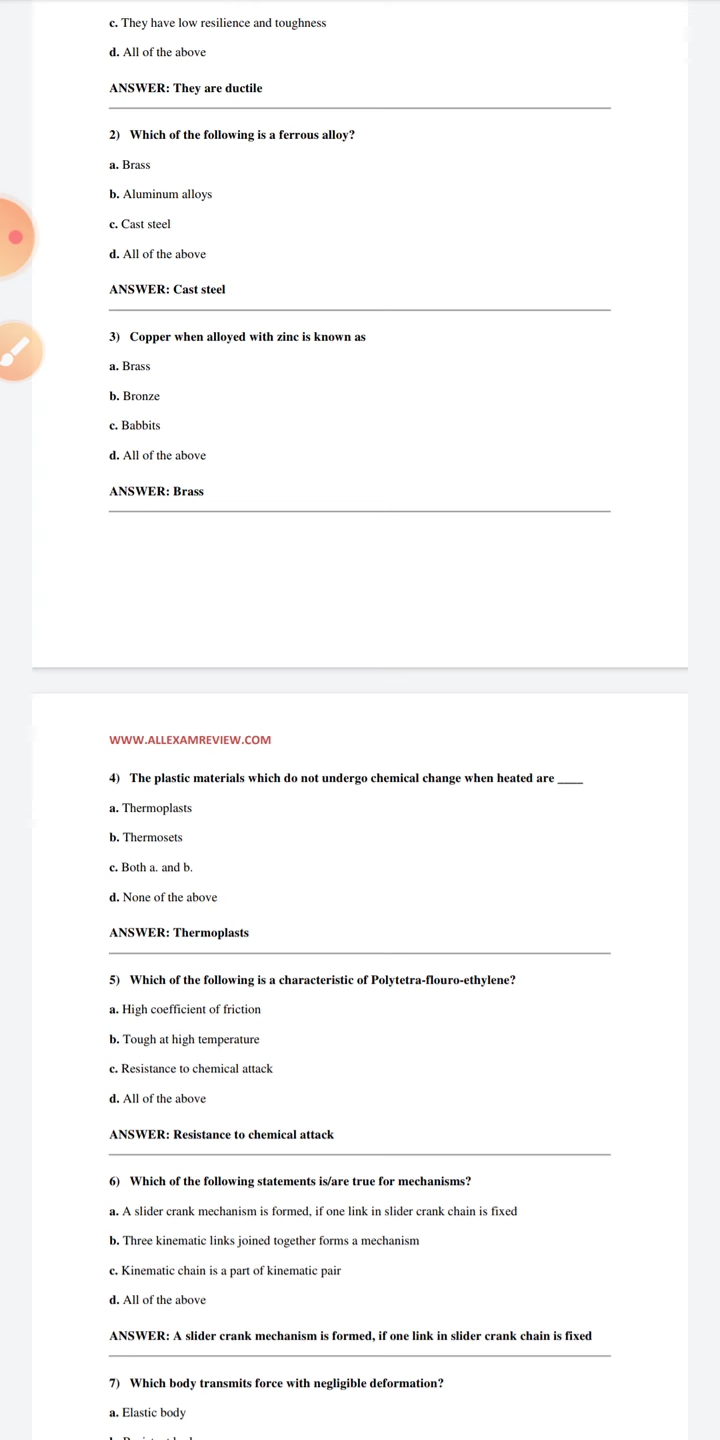 c. They have low resilience and toughness
d. All of the above
ANSWER: They are ductile
2) Which of the following is a ferrous alloy?
a. Brass
b. Aluminum alloys
c. Cast steel
d. All of the above
ANSWER: Cast steel
3) Copper when alloyed with zinc is known as
a. Brass
b. Bronze
c. Babbits
d. All of the above
ANSWER: Brass
WWW.ALLEXAMREVIEW.COM
4) The plastic materials which do not undergo chemical change when heated are ____
a. Thermoplasts
b. Thermosets
c. Both a. and b.
d. None of the above
ANSWER: Thermoplasts
5) Which of the following is a characteristic of Polytetra-flouro-ethylene?
a. High coefficient of friction
b. Tough at high temperature
c. Resistance to chemical attack
d. All of the above
ANSWER: Resistance to chemical attack
6) Which of the following statements is/are true for mechanisms?
a. A slider crank mechanism is formed, if one link in slider crank chain is fixed
b. Three kinematic links joined together forms a mechanism
c. Kinematic chain is a part of kinematic pair
d. All of the above
ANSWER: A slider crank mechanism is formed, if one link in slider crank chain is fixed
7) Which body transmits force with negligible deformation?
a. Elastic body